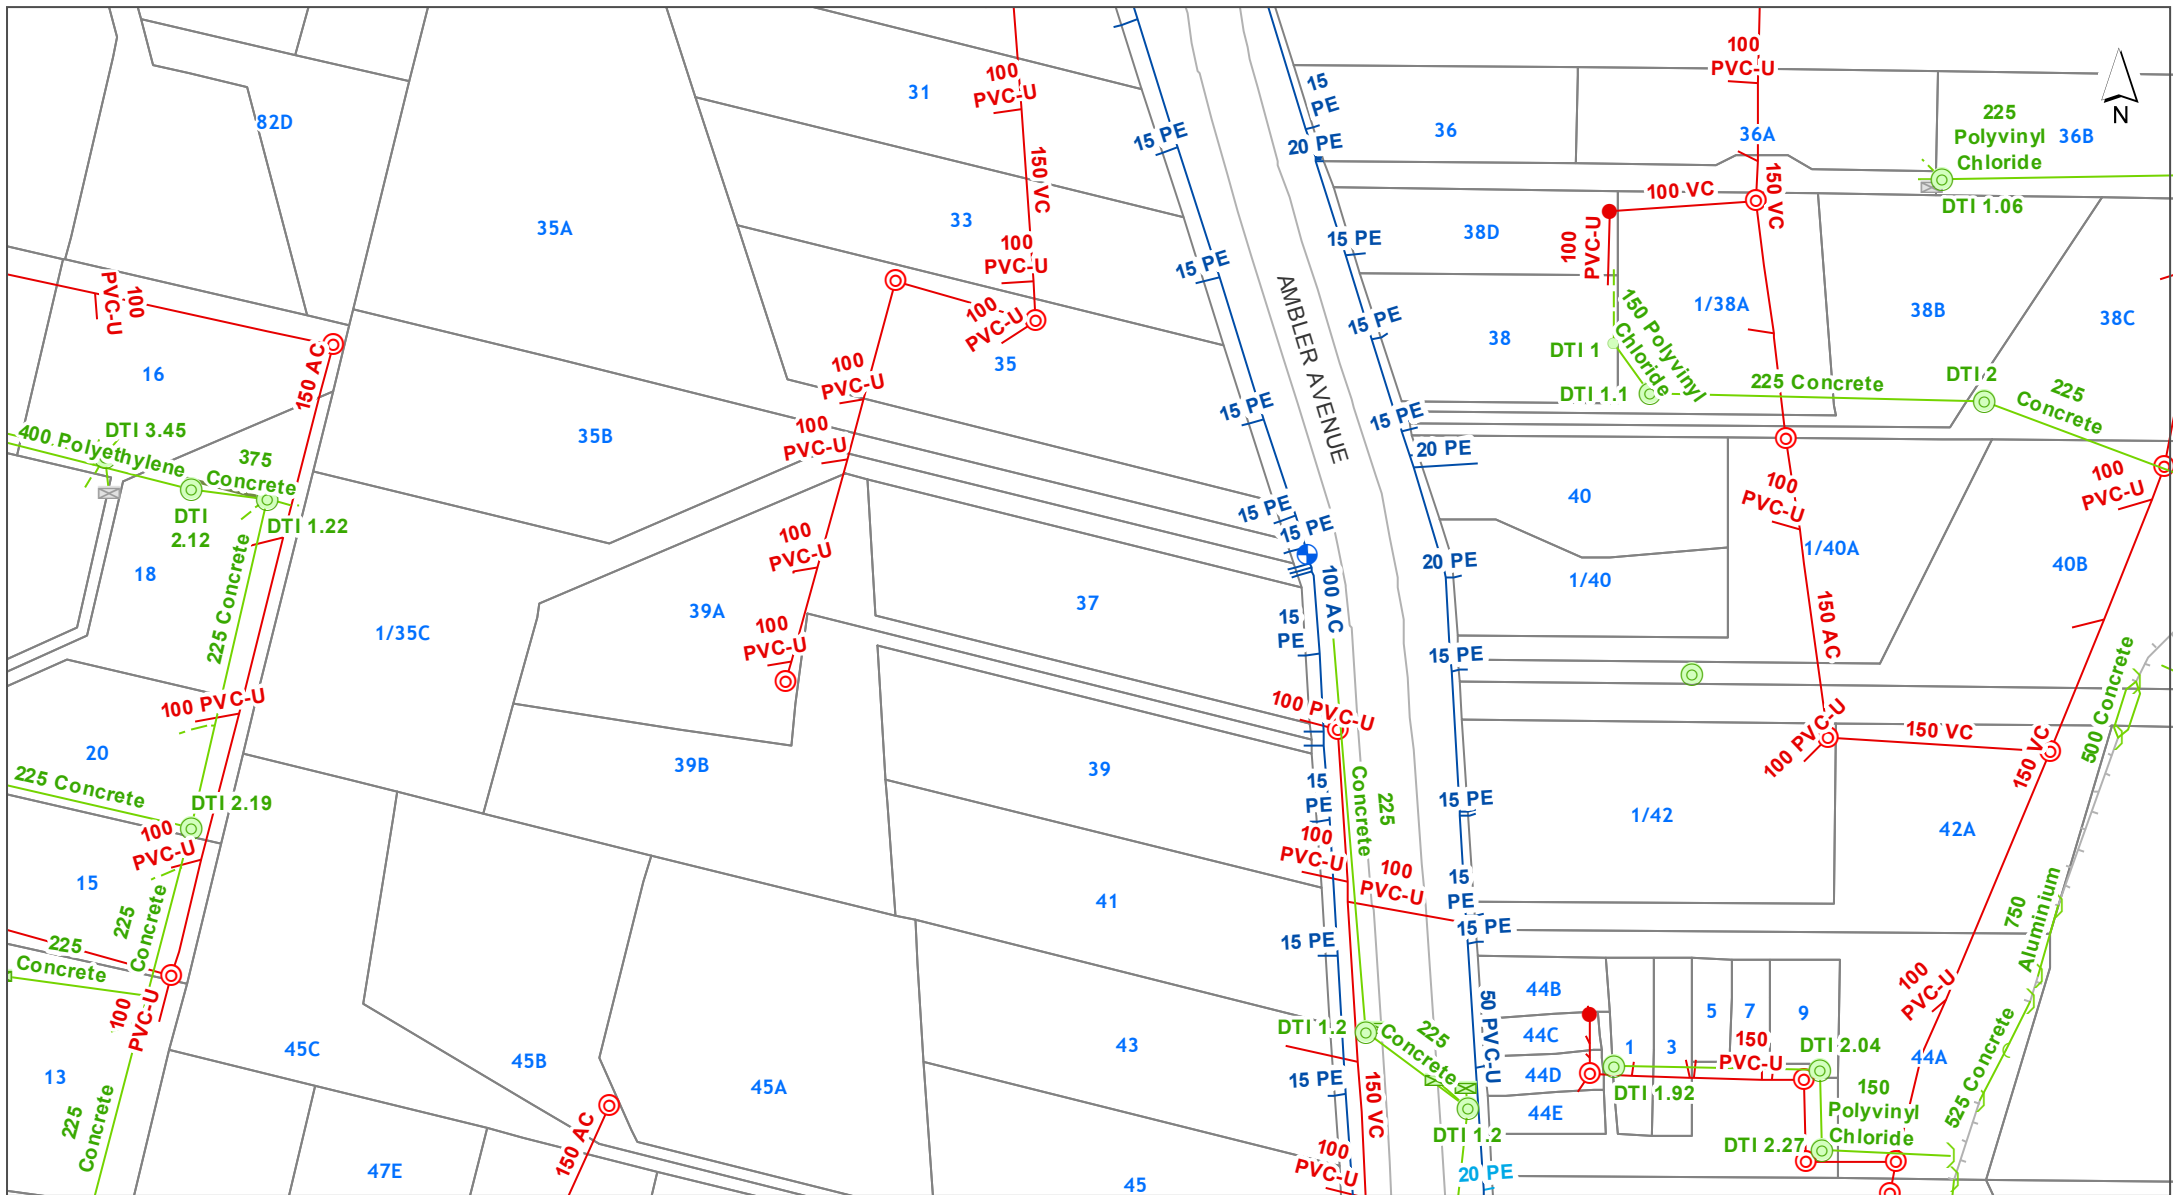 100
PVC-U
N
31
100
PVC-U
15
PE
225
Polyvinyl
Chloride
82D
15 PE
20 PE
36
36A
36B
150 VC
150 VC
100 VC
DTI 1.06
35A
33
100
PVC-U
15 PE
15 PE
38D
100
PVC-U
100
PVC-U
100
PVC-U
AMBLER AVENUE
15 PE
150 Polyvinyl
Chloride
1/38A
38B
38C
16
150 AC
100
PVC-U
35
38
DTI 1
DTI 1.1
225 Concrete
DTI 2
225
Concrete
15 PE
15 PE
20 PE
DTI 3.45
400 Polyethylene
375
Concrete
35B
100
PVC-U
100
PVC-U
100
PVC-U
DTI
2.12
DTI 1.22
15 PE
15 PE
40
100
PVC-U
1/40A
40B
18
225 Concrete
20 PE
1/40
100 AC
37
39A
1/35C
15
PE
150 AC
100
PVC-U
15 PE
500 Concrete
100 PVC-U
100 PVC-U
100 PVC-U
150 VC
150 VC
20
39B
39
225 Concrete
DTI 2.19
15
PE
225
Concrete
15 PE
1/42
42A
100
PVC-U
100
PVC-U
100
PVC-U
15
PE
15
41
225
Concrete
15 PE
15 PE
750
Aluminium
225
Concrete
100
PVC-U
100
PVC-U
44B
44C
44D
44E
50 PVC-U
5
7
9
1
3
150
PVC-U
DTI 2.04
44A
525 Concrete
DTI 1.2
225
Concrete
43
45C
45B
45A
13
15 PE
150 VC
DTI 1.92
150
Polyvinyl
Chloride
DTI 2.27
DTI 1.2
225
Concrete
150 AC
47E
100
PVC-U
45
20 PE